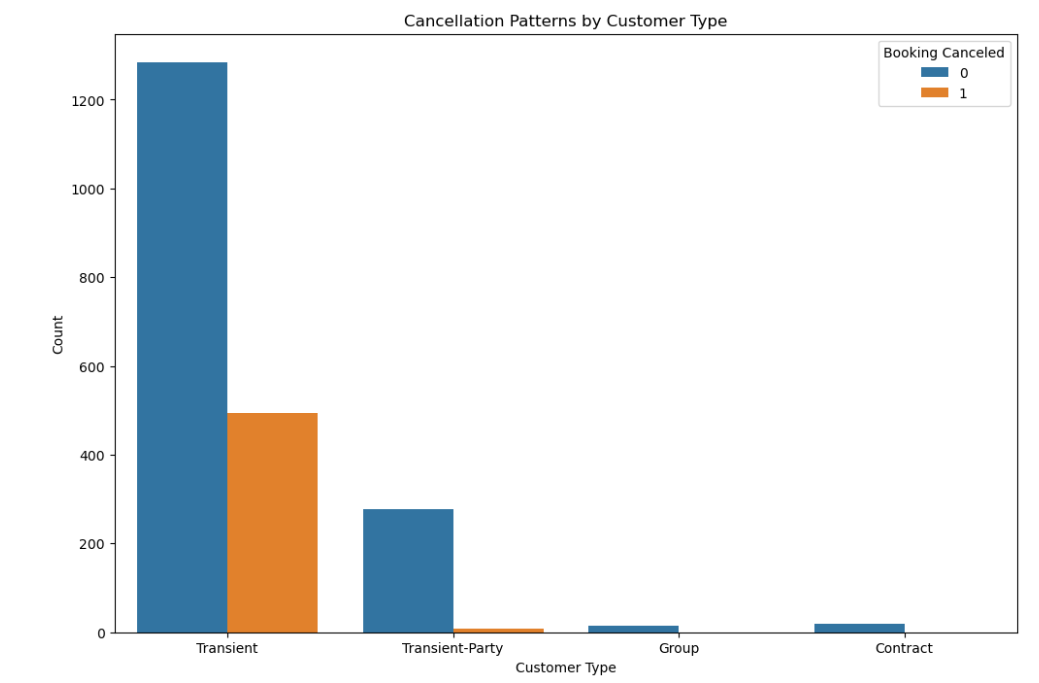 Cancellation Patterns by Customer Type
Booking Canceled
0
1
1200
1000
800
600
400
200
0
Count
Transient
Transient-Party
Group
Contract
Customer Type